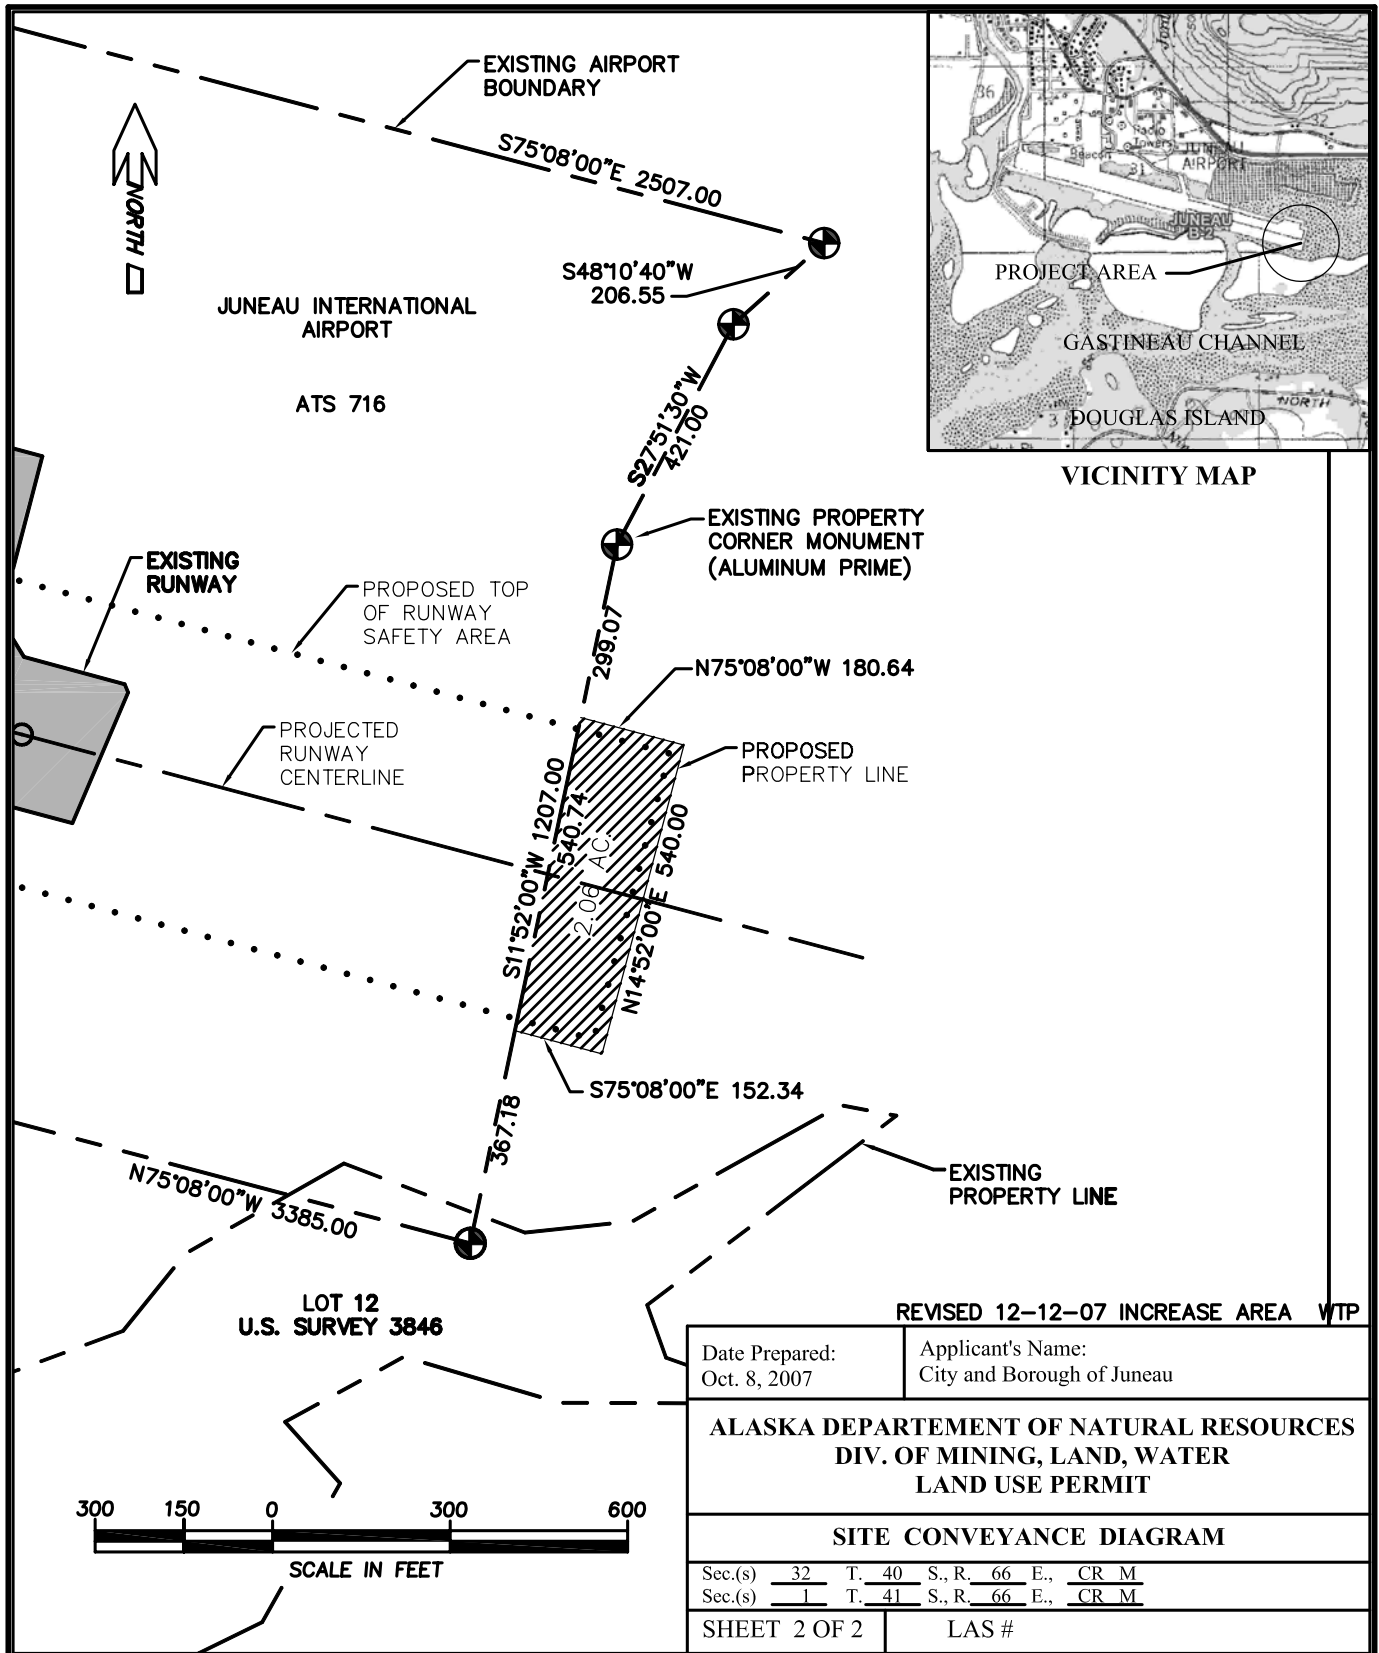 EXISTING AIRPORT
BOUNDARY
S75°08'00"E 2507.00
NORTH
S48°10'40"W
206.55
JUNEAU INTERNATIONAL
AIRPORT
ATS 716
S27°51'30"W
421.00
36
Radio
Towers
Beacon
31
JUNEAU
AIRPORT
JUNEAU
B-2
PROJECT AREA
GASTINEAU CHANNEL
NORTH
3
DOUGLAS ISLAND
VICINITY MAP
EXISTING PROPERTY
CORNER MONUMENT
(ALUMINUM PRIME)
EXISTING
RUNWAY
PROPOSED TOP
OF RUNWAY
SAFETY AREA
299.07
N75°08'00"W 180.64
PROJECTED
RUNWAY
CENTERLINE
PROPOSED
PROPERTY LINE
S11°52'00"W 1207.00
540.74
2.06 AC.
N14°52'00"E 540.00
S75°08'00"E 152.34
367.18
N75°08'00"W 3385.00
EXISTING
PROPERTY LINE
LOT 12
U.S. SURVEY 3846
REVISED 12-12-07 INCREASE AREA WTP
Date Prepared:
Oct. 8, 2007
Applicant's Name:
City and Borough of Juneau
ALASKA DEPARTEMENT OF NATURAL RESOURCES
DIV. OF MINING, LAND, WATER
LAND USE PERMIT
SITE CONVEYANCE DIAGRAM
Sec.(s) 32 T. 40 S., R. 66 E., CR M
Sec.(s) 1 T. 41 S., R. 66 E., CR M
SHEET 2 OF 2 LAS #
300 150 0 300 600
SCALE IN FEET